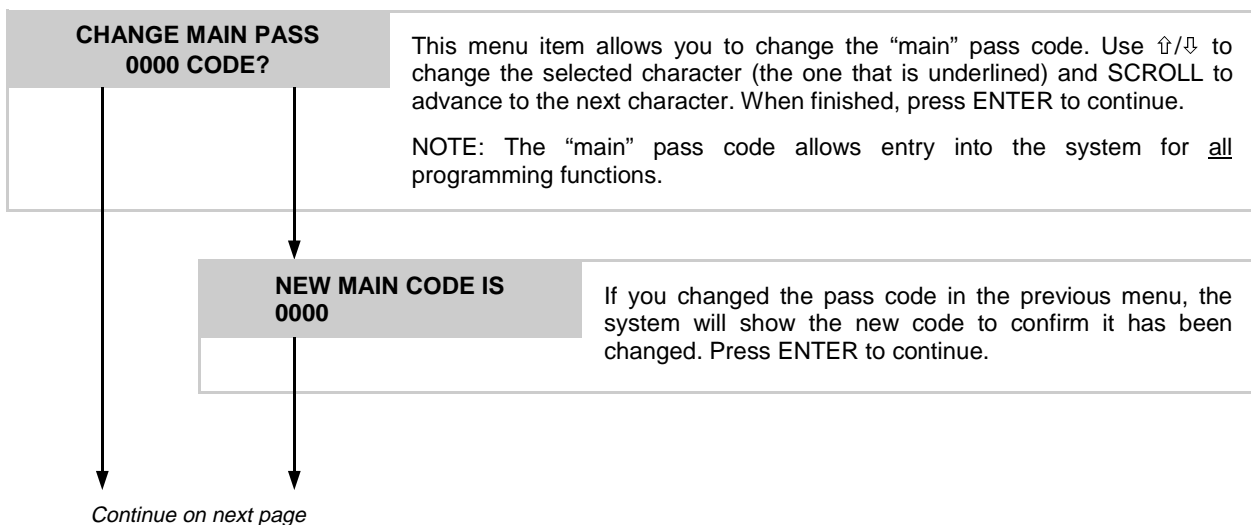 CHANGE MAIN PASS
0000 CODE?
This menu item allows you to change the “main” pass code. Use ⇧/⇩ to
change the selected character (the one that is underlined) and SCROLL to
advance to the next character. When finished, press ENTER to continue.
NOTE: The “main” pass code allows entry into the system for all
programming functions.
NEW MAIN CODE IS
0000
If you changed the pass code in the previous menu, the
system will show the new code to confirm it has been
changed. Press ENTER to continue.
Continue on next page